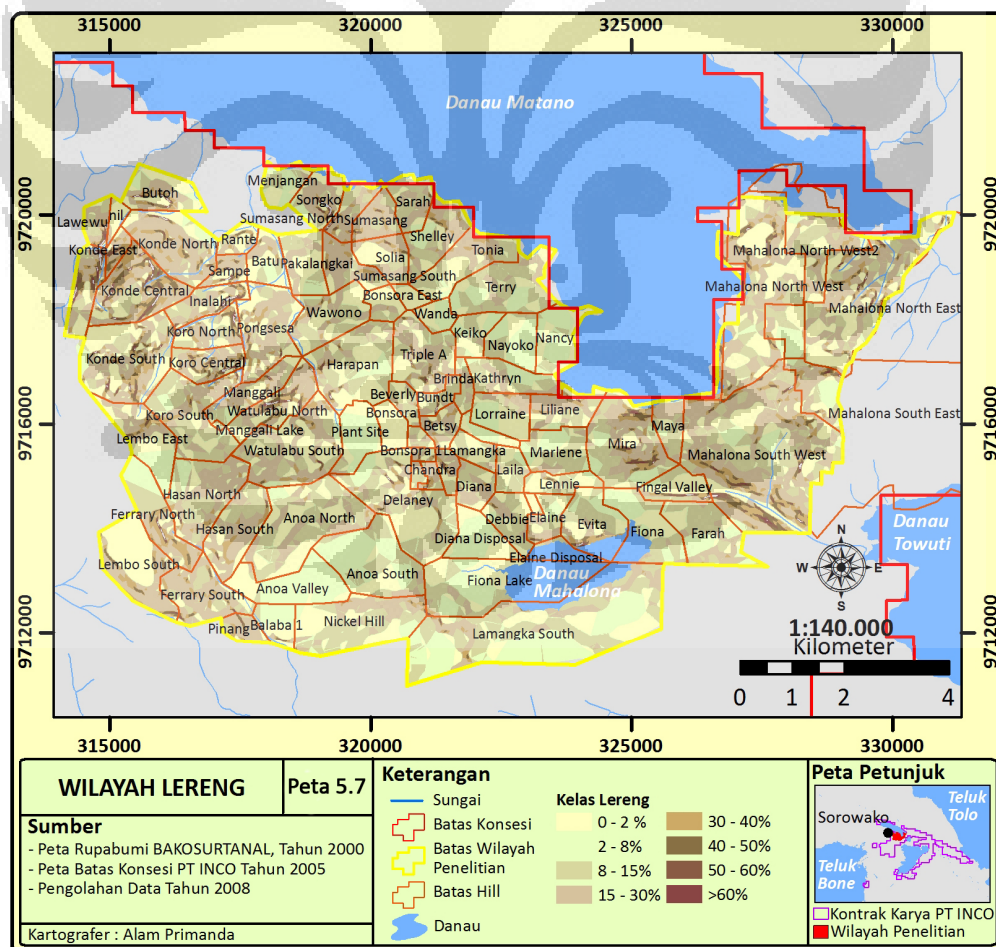 315000 320000 325000 330000
Danau Matano
9720000
9720000
Menjangan
Butoh
Songko
Sarah
Lawewu
nil
Sumasang North
Sumasang
Shelley
Konde East
Konde North
Rante
Tonia
Mahalona North West2
Batu
Pakalangkai
Solia
Sampe
Sumasang South
Konde Central
Inalahi
Bonsora East
Terry
Mahalona North West
Mahalona North East
Wawono
Wanda
Koro North
Pongsesa
Keiko
Nayoko
Nancy
Konde South
Koro Central
Harapan
Triple A
Brinda
Kathryn
Manggali
Beverly
Bundt
Koro South
Watulabu North
Bonsora
Lorraine
Liliane
Mahalona South East
9716000
9716000
Manggali Lake
Plant Site
Betsy
Maya
Lembo East
Mira
Watulabu South
Bonsora 1
Lamangka
Marlene
Mahalona South West
Chandra
Laila
Hasan North
Diana
Lennie
Fingal Valley
Delaney
Ferrary North
Anoa North
Debbie
Elaine
Evita
Hasan South
Diana Disposal
Fiona
Farah
Danau
Towuti
Elaine Disposal
Lembo South
Anoa South
Fiona Lake
Danau
Mahalong
Ferrary South
Anoa Valley
N
W
E
S
Pinang
Balaba 1
Nickel Hill
Lamangka South
9712000
9712000
1:140.000
Kilometer
0 1 2 4
315000 320000 325000 330000
WILAYAH LERENG
Peta 5.7
Sumber
- Peta Rupabumi BAKOSURTANAL, Tahun 2000
- Peta Batas Konsesi PT INCO Tahun 2005
- Pengolahan Data Tahun 2008
Kartografer : Alam Primanda
Keterangan
Sungai
Batas Konsesi
Batas Wilayah
Penelitian
Batas Hill
Danau
Kelas Lereng
0 - 2 %
2 - 8%
8 - 15%
15 - 30%
30 - 40%
40 - 50%
50 - 60%
>60%
Peta Petunjuk
Teluk
Tolo
Sorowako
Teluk
Bone
Kontrak Karya PT INCO
Wilayah Penelitian